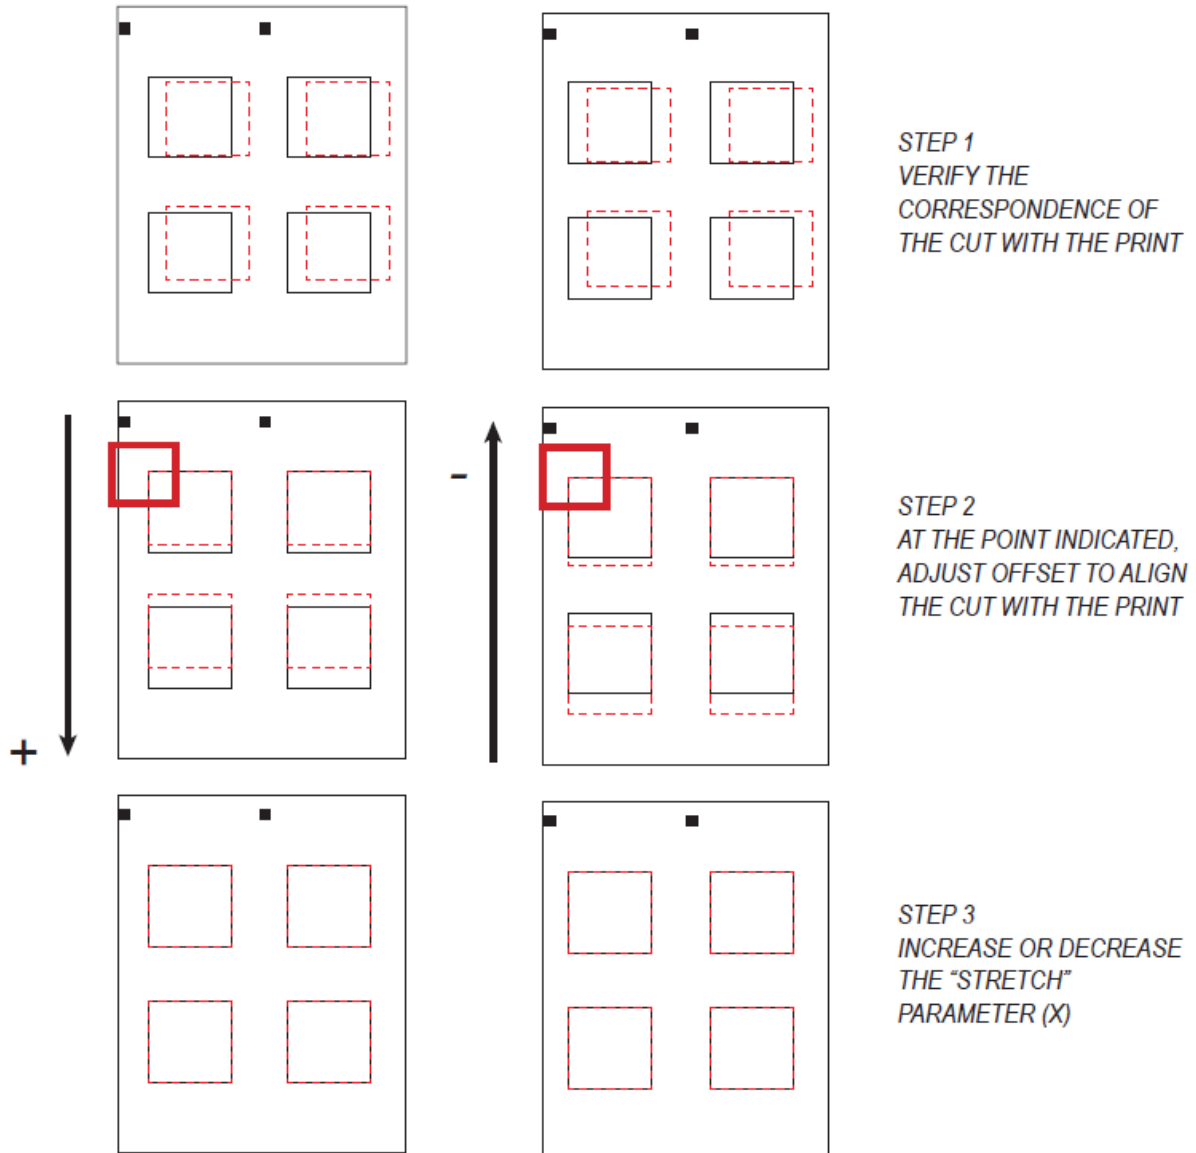 STEP 1
VERIFY THE
CORRESPONDENCE OF
THE CUT WITH THE PRINT
-
STEP 2
AT THE POINT INDICATED,
ADJUST OFFSET TO ALIGN
THE CUT WITH THE PRINT
+
STEP 3
INCREASE OR DECREASE
THE “STRETCH”
PARAMETER (X)